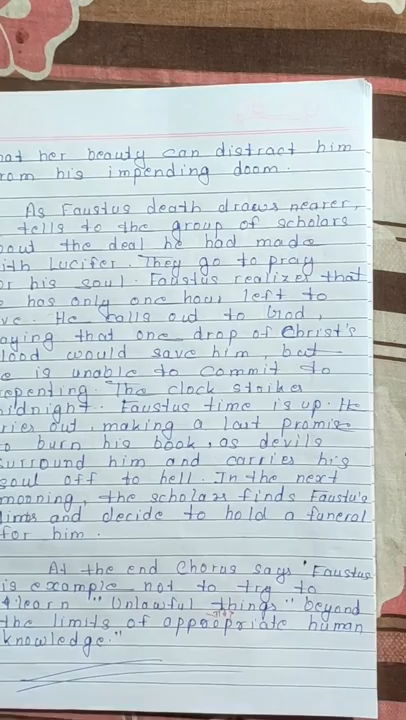 hat her beauty can distract him
rom his impending doom.
As Faustus death draws nearer,
tells to the group of scholars
bout the deal he had made
ith Lucifer. They go to pray
or his soul. Faustus realizes that
e has only one hour left to
ve. He calls out to God,
aying that one drop of Christ's
lood would save him, but
e is unable to commit to
repenting. The clock strikes
midnight. Faustus time is up. He
ries out, making a last promise
o burn his book, as devils
surround him and carries his
soul off to hell. In the next
morning, the scholars finds Faustu's
limbs and decide to hold a funeral
for him.
At the end Chorus says "Faustus
is example not to try to
learn "Unlawful things" beyond
the limits of appropriate human
knowledge."